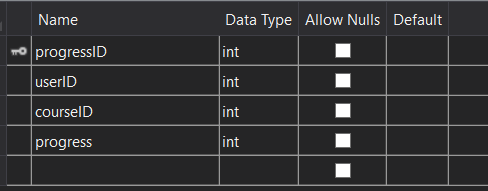 Name Data Type Allow Nulls Default
progressID int
userID int
courseID int
progress int